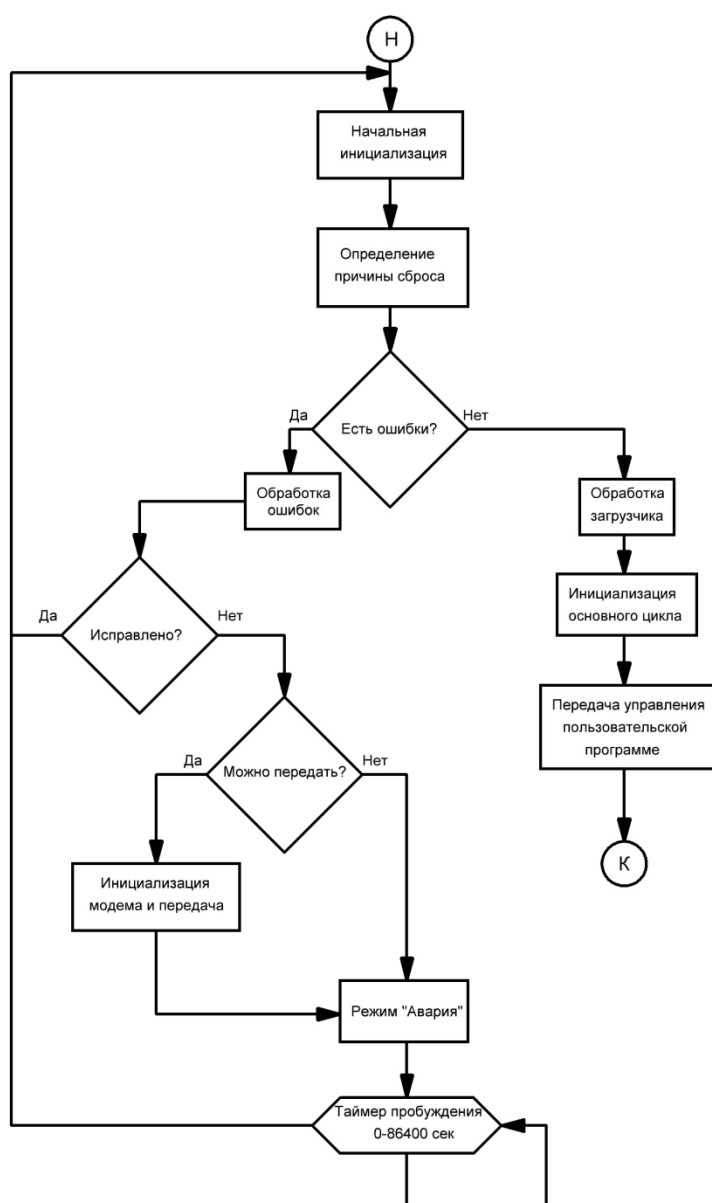 Н
Начальная
инициализация
Определение
причины сброса
Есть ошибки?
Да
Нет
Обработка
ошибок
Обработка
загрузчика
Инициализация
основного цикла
Исправлено?
Да
Нет
Передача управления
пользовательской
программе
Можно передать?
Да
Нет
К
Инициализация
модема и передача
Режим "Авария"
Таймер пробуждения
0-86400 сек